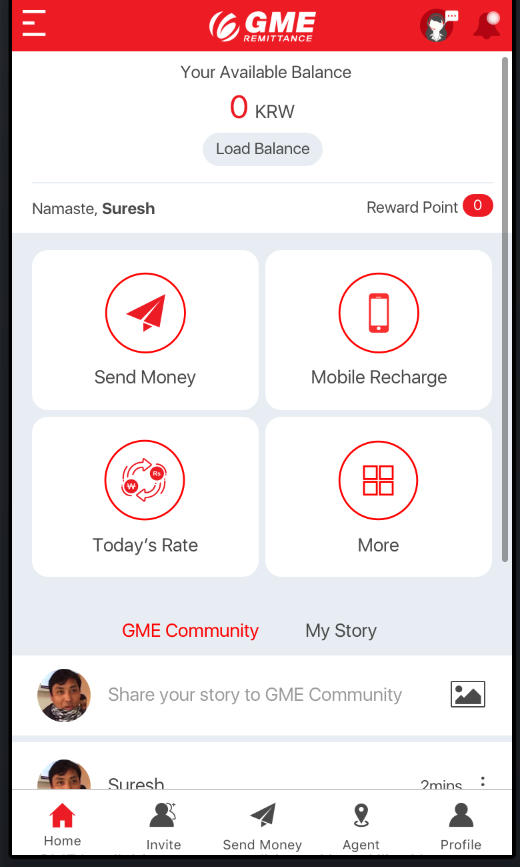 GME
REMITTANCE
Your Available Balance
0 KRW
Load Balance
Namaste, Suresh
Reward Point 0
Send Money
Mobile Recharge
₩
Rs
Today's Rate
More
GME Community
My Story
Share your story to GME Community
Suresh
2mins
Home
Invite
Send Money
Agent
Profile